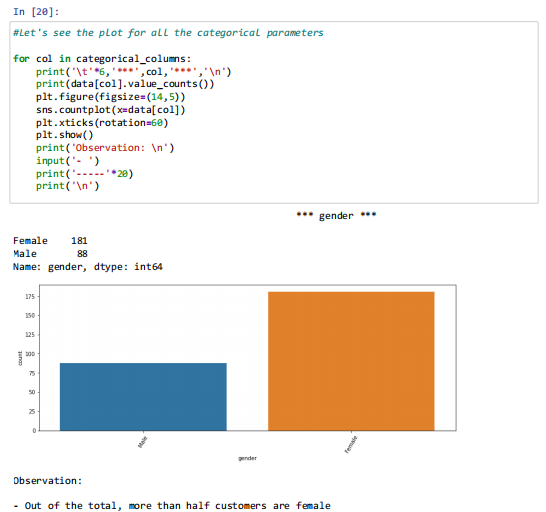 In [20]:
#Let's see the plot for all the categorical parameters
for col in categorical_columns:
print('\t'*6,'***',col,'***','\n')
print(data[col].value_counts())
plt.figure(figsize=(14,5))
sns.countplot(x=data[col])
plt.xticks(rotation=60)
plt.show()
print('Observation: \n')
input('- ')
print('-----'*20)
print('\n')
*** gender ***
Female 181
Male 88
Name: gender, dtype: int64
175
150
125
100
75
50
25
0
count
Male
Female
gender
Observation:
- Out of the total, more than half customers are female